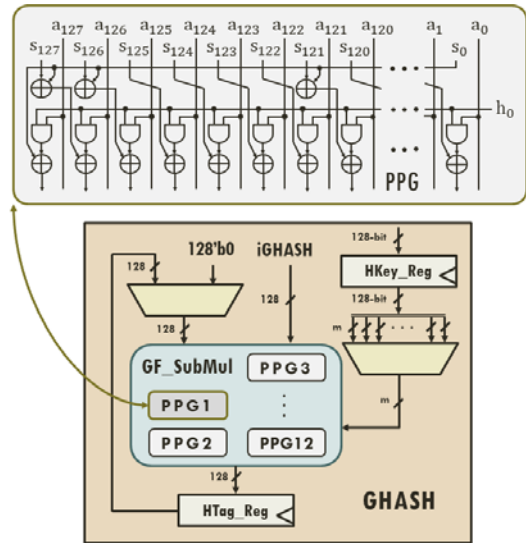 a₁₂₇ a₁₂₆ a₁₂₅ a₁₂₄ a₁₂₃ a₁₂₂ a₁₂₁ a₁₂₀ a₁ a₀
s₁₂₇ s₁₂₆ s₁₂₅ s₁₂₄ s₁₂₃ s₁₂₂ s₁₂₁ s₁₂₀ s₀
h₀
PPG
128-bit
128'b0 iGHASH
HKey_Reg
128 128 128-bit
m
128
GF_SubMul PPG3
PPG1
m
PPG2 PPG12
128
HTag_Reg
GHASH